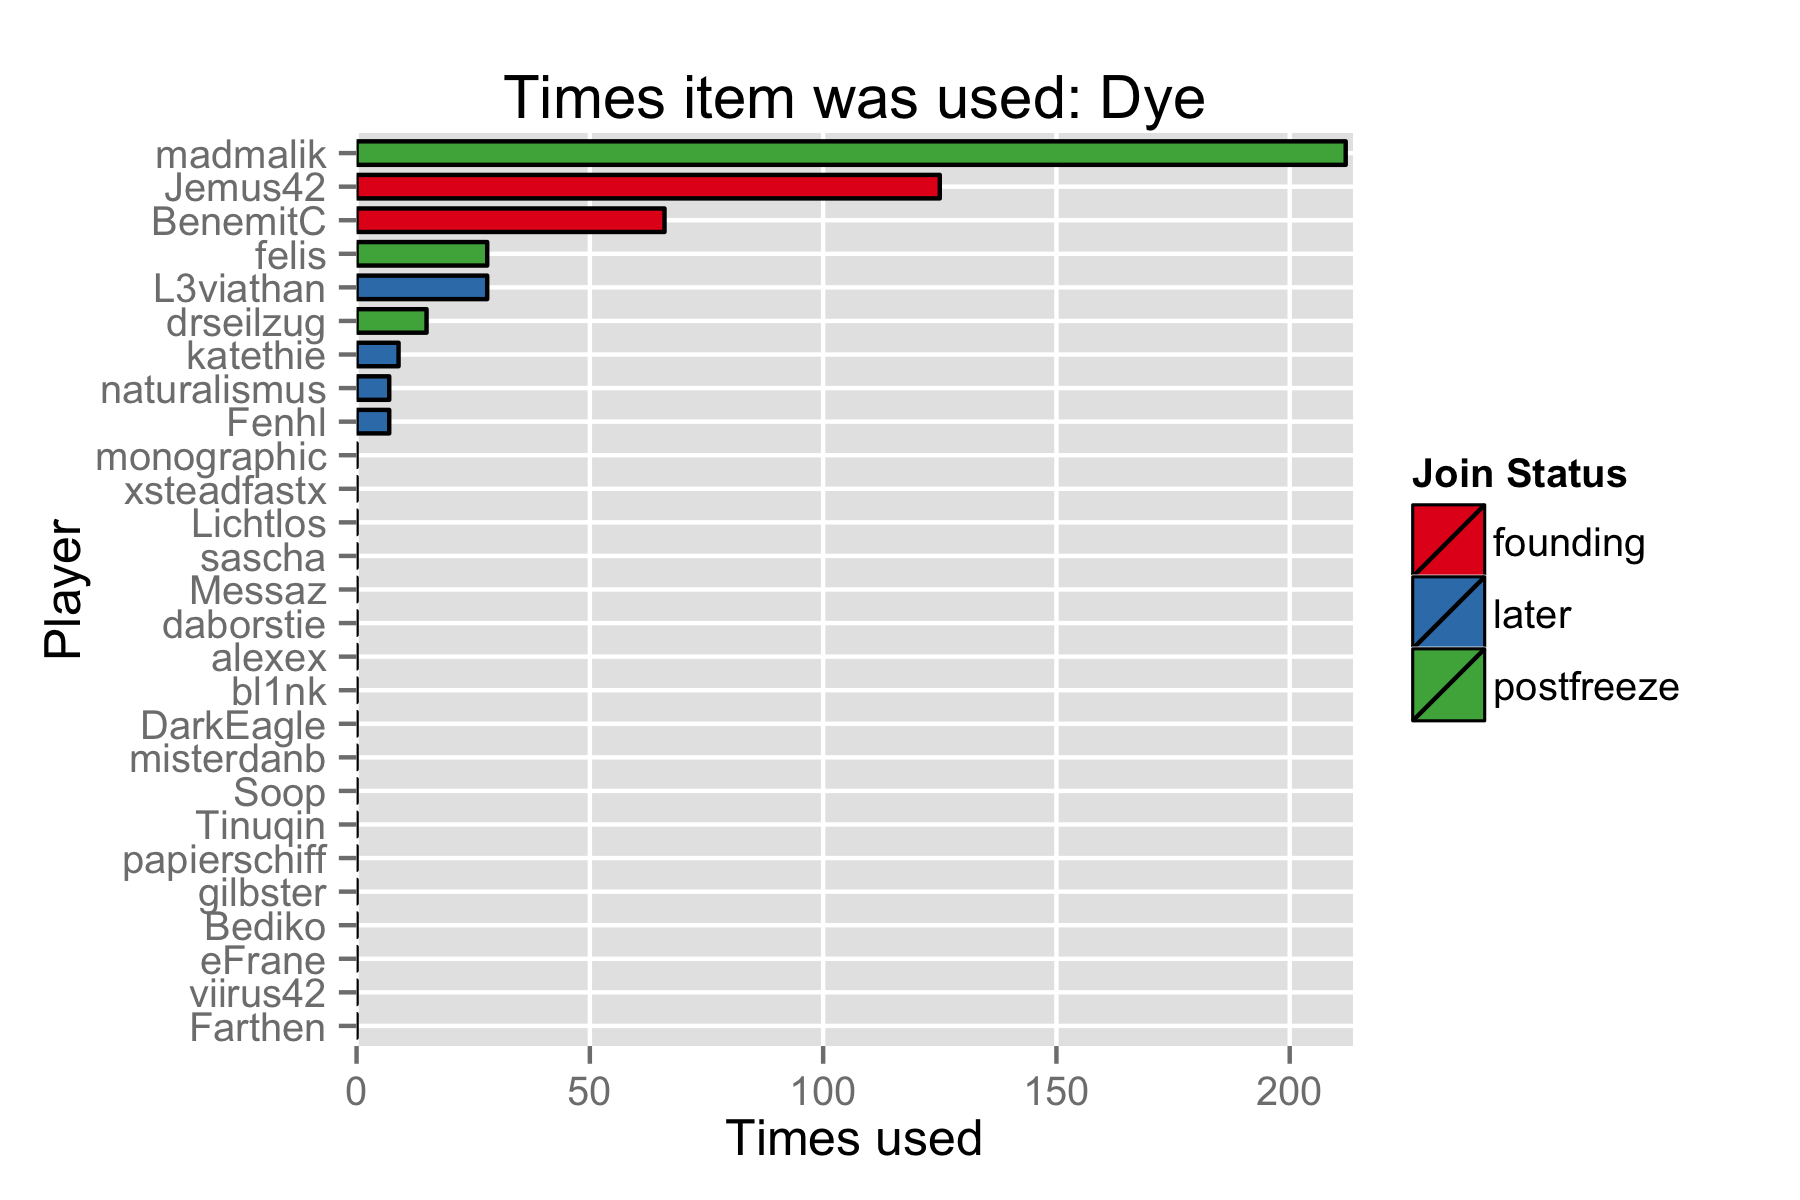 Times item was used: Dye
madmalik
Jemus42
BenemitC
felis
L3viathan
drseilzug
katethie
naturalismus
Fenhl
monographic
xsteadfastx
Lichtlos
sascha
Messaz
daborstie
alexex
bl1nk
DarkEagle
misterdanb
Soop
Tinuqin
papierschiff
gilbster
Bediko
eFrane
viirus42
Farthen
Player
0 50 100 150 200
Times used
Join Status
founding
later
postfreeze